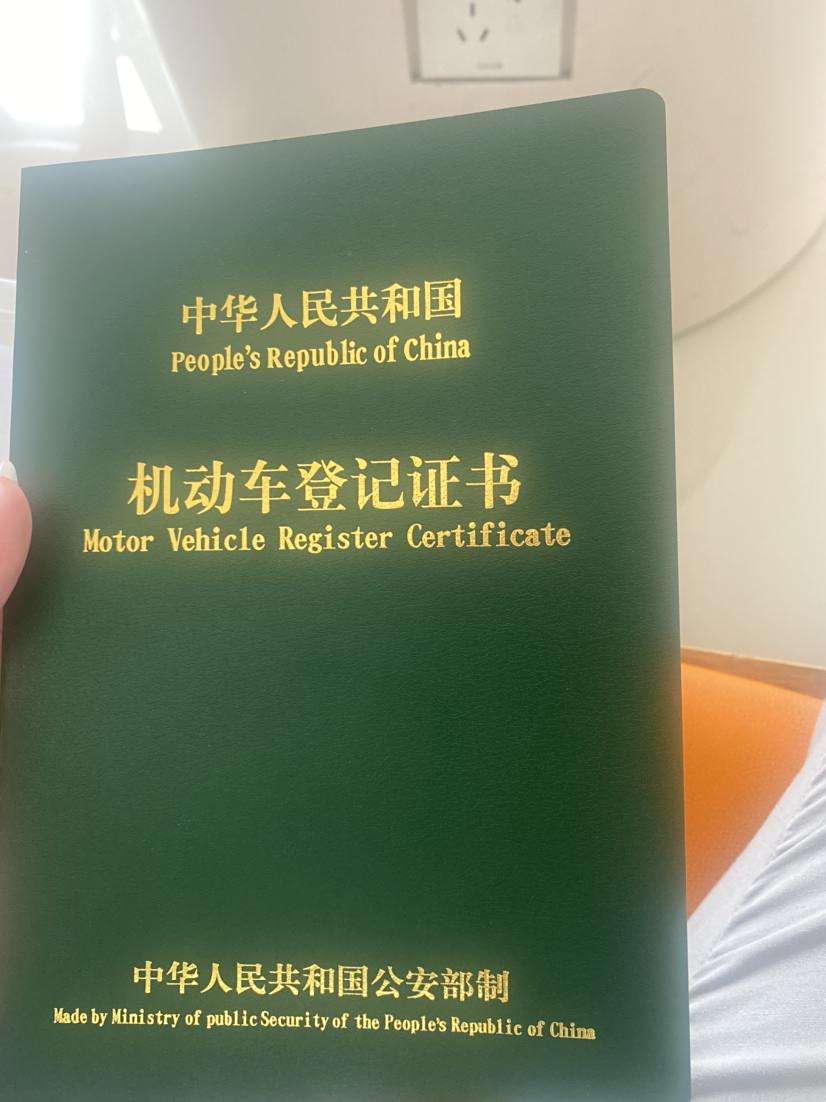 中华人民共和国
People's Republic of China
机动车登记证书
Motor Vehicle Register Certificate
中华人民共和国公安部制
Made by Ministry of public Security of the People's Republic of China